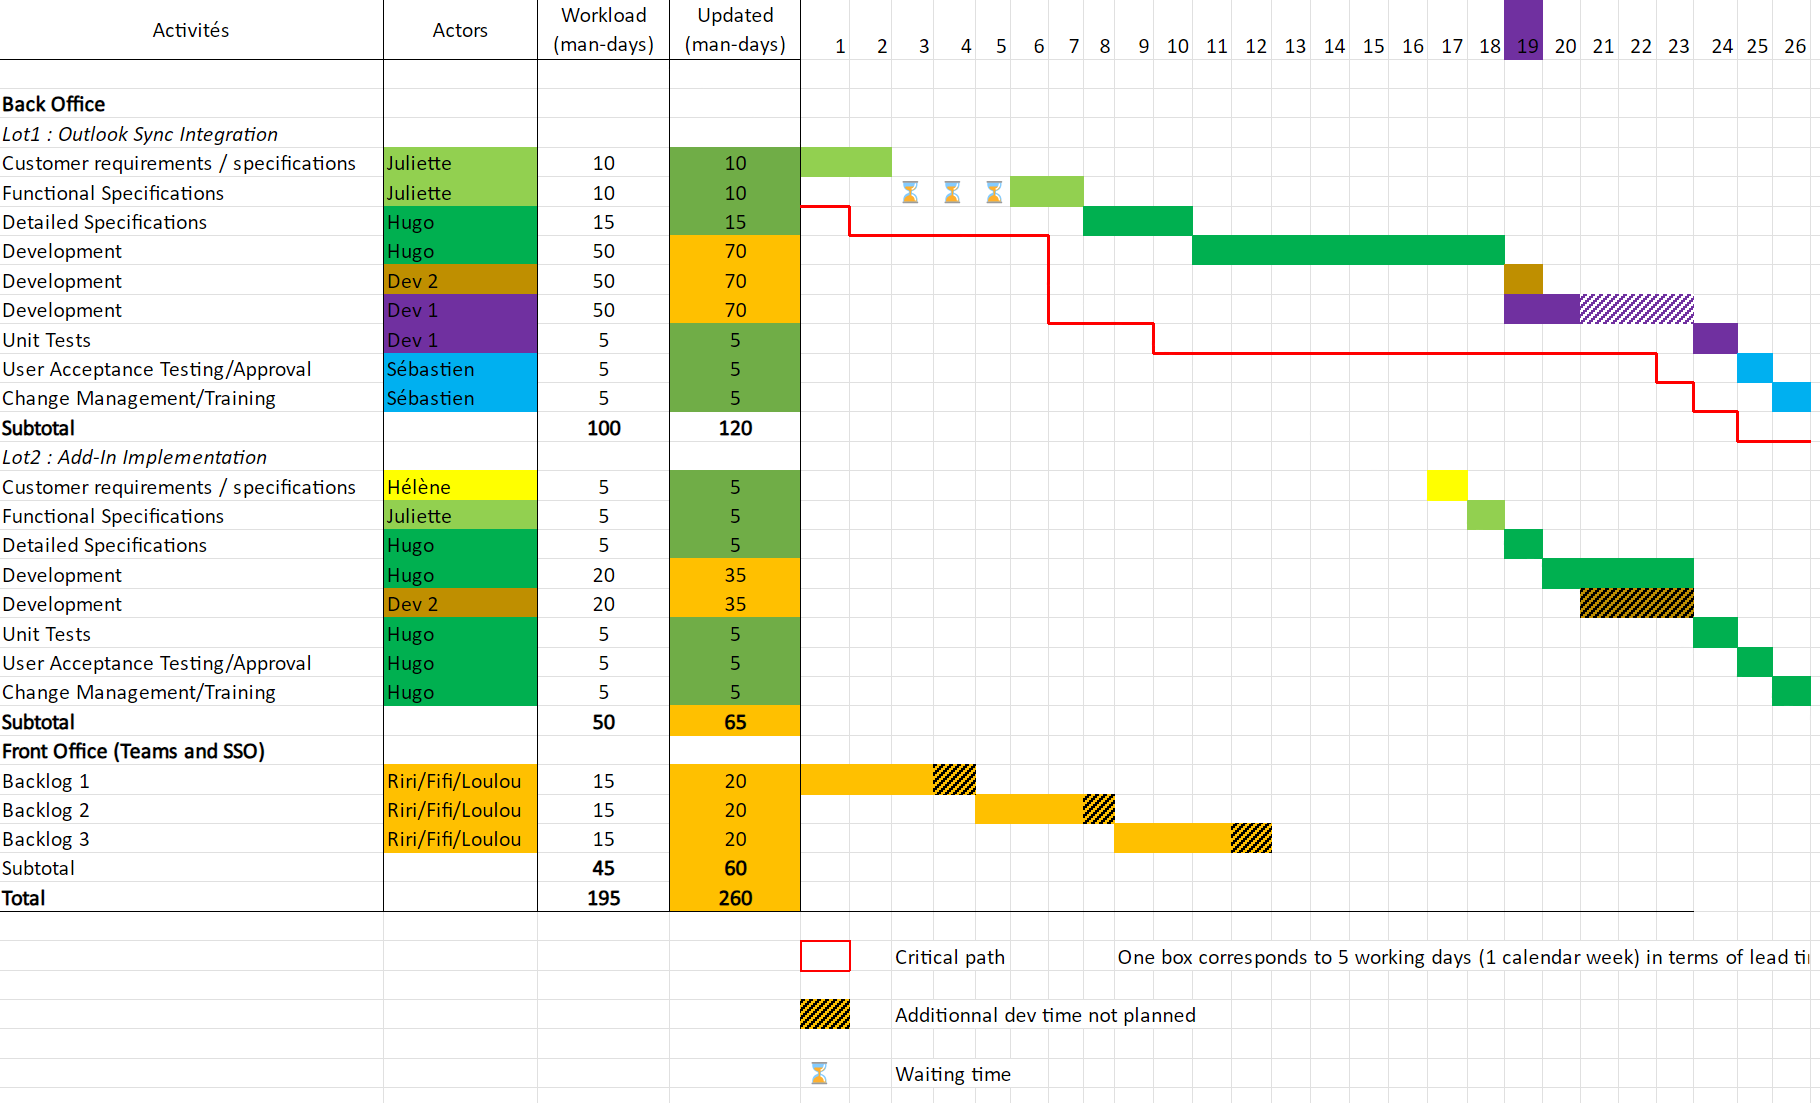 Activités Actors Workload (man-days) Updated (man-days) 1 2 3 4 5 6 7 8 9 10 11 12 13 14 15 16 17 18 19 20 21 22 23 24 25 26
Back Office
Lot1 : Outlook Sync Integration
Customer requirements / specifications Juliette 10 10
Functional Specifications Juliette 10 10
Detailed Specifications Hugo 15 15
Development Hugo 50 70
Development Dev 2 50 70
Development Dev 1 50 70
Unit Tests Dev 1 5 5
User Acceptance Testing/Approval Sébastien 5 5
Change Management/Training Sébastien 5 5
Subtotal 100 120
Lot2 : Add-In Implementation
Customer requirements / specifications Hélène 5 5
Functional Specifications Juliette 5 5
Detailed Specifications Hugo 5 5
Development Hugo 20 35
Development Dev 2 20 35
Unit Tests Hugo 5 5
User Acceptance Testing/Approval Hugo 5 5
Change Management/Training Hugo 5 5
Subtotal 50 65
Front Office (Teams and SSO)
Backlog 1 Riri/Fifi/Loulou 15 20
Backlog 2 Riri/Fifi/Loulou 15 20
Backlog 3 Riri/Fifi/Loulou 15 20
Subtotal 45 60
Total 195 260
Critical path One box corresponds to 5 working days (1 calendar week) in terms of lead
Additionnal dev time not planned
Waiting time